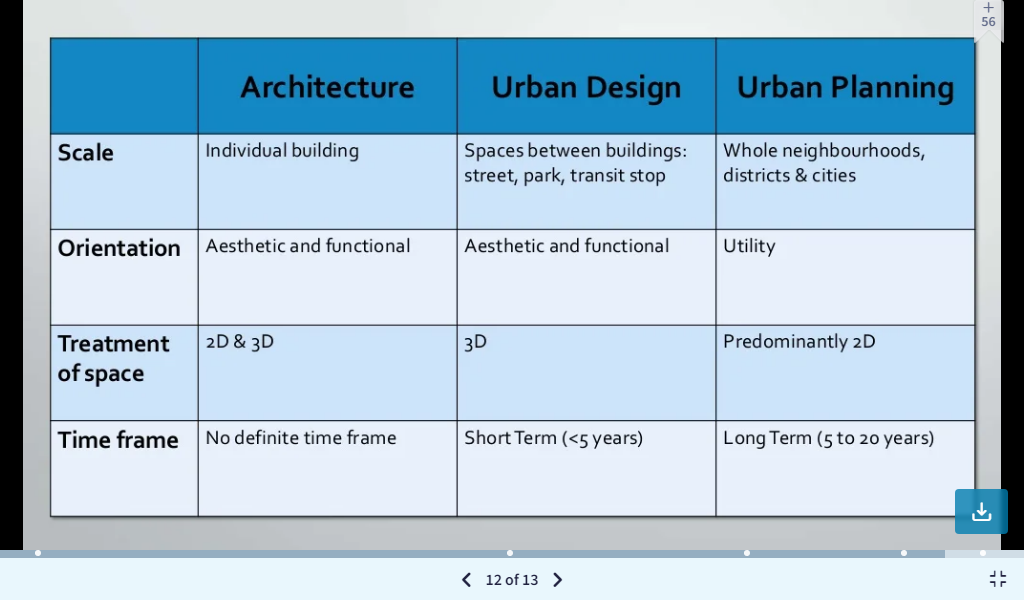 +
56
Architecture
Urban Design
Urban Planning
Scale
Individual building
Spaces between buildings:
street, park, transit stop
Whole neighbourhoods,
districts & cities
Orientation
Aesthetic and functional
Aesthetic and functional
Utility
Treatment
of space
2D & 3D
3D
Predominantly 2D
Time frame
No definite time frame
Short Term (<5 years)
Long Term (5 to 20 years)
12 of 13